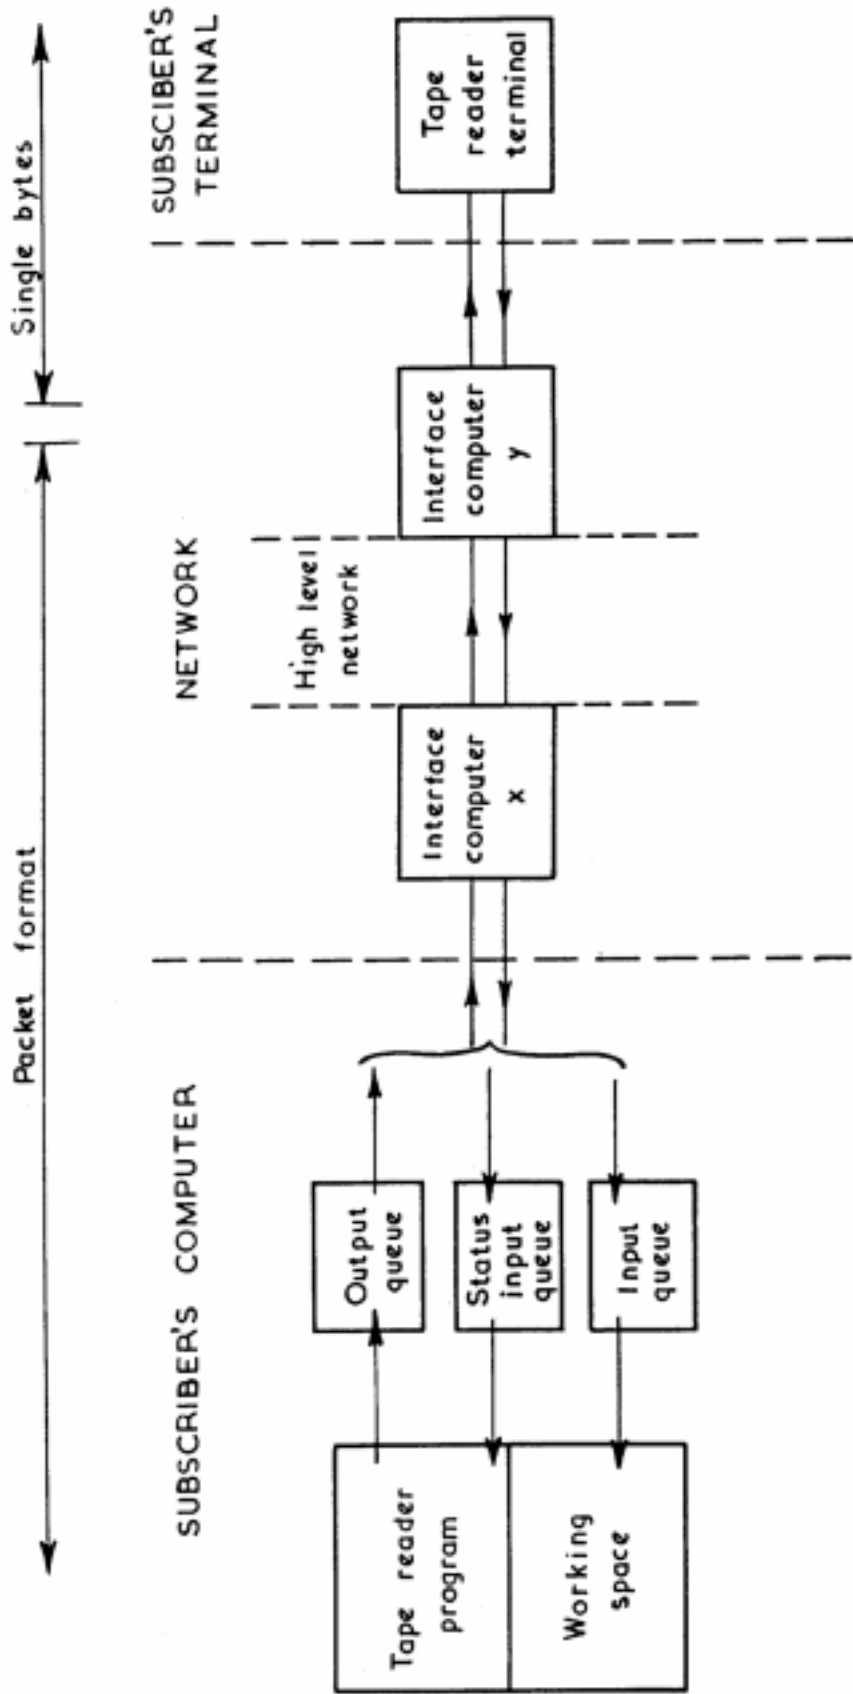 Packet format
Single bytes
SUBSCRIBER'S COMPUTER
NETWORK
SUBSCIBER'S
TERMINAL
High level
network
Tape reader
program
Working
space
Output
queue
Status
input
queue
Input
queue
Interface
computer
x
Interface
computer
y
Tape
reader
terminal